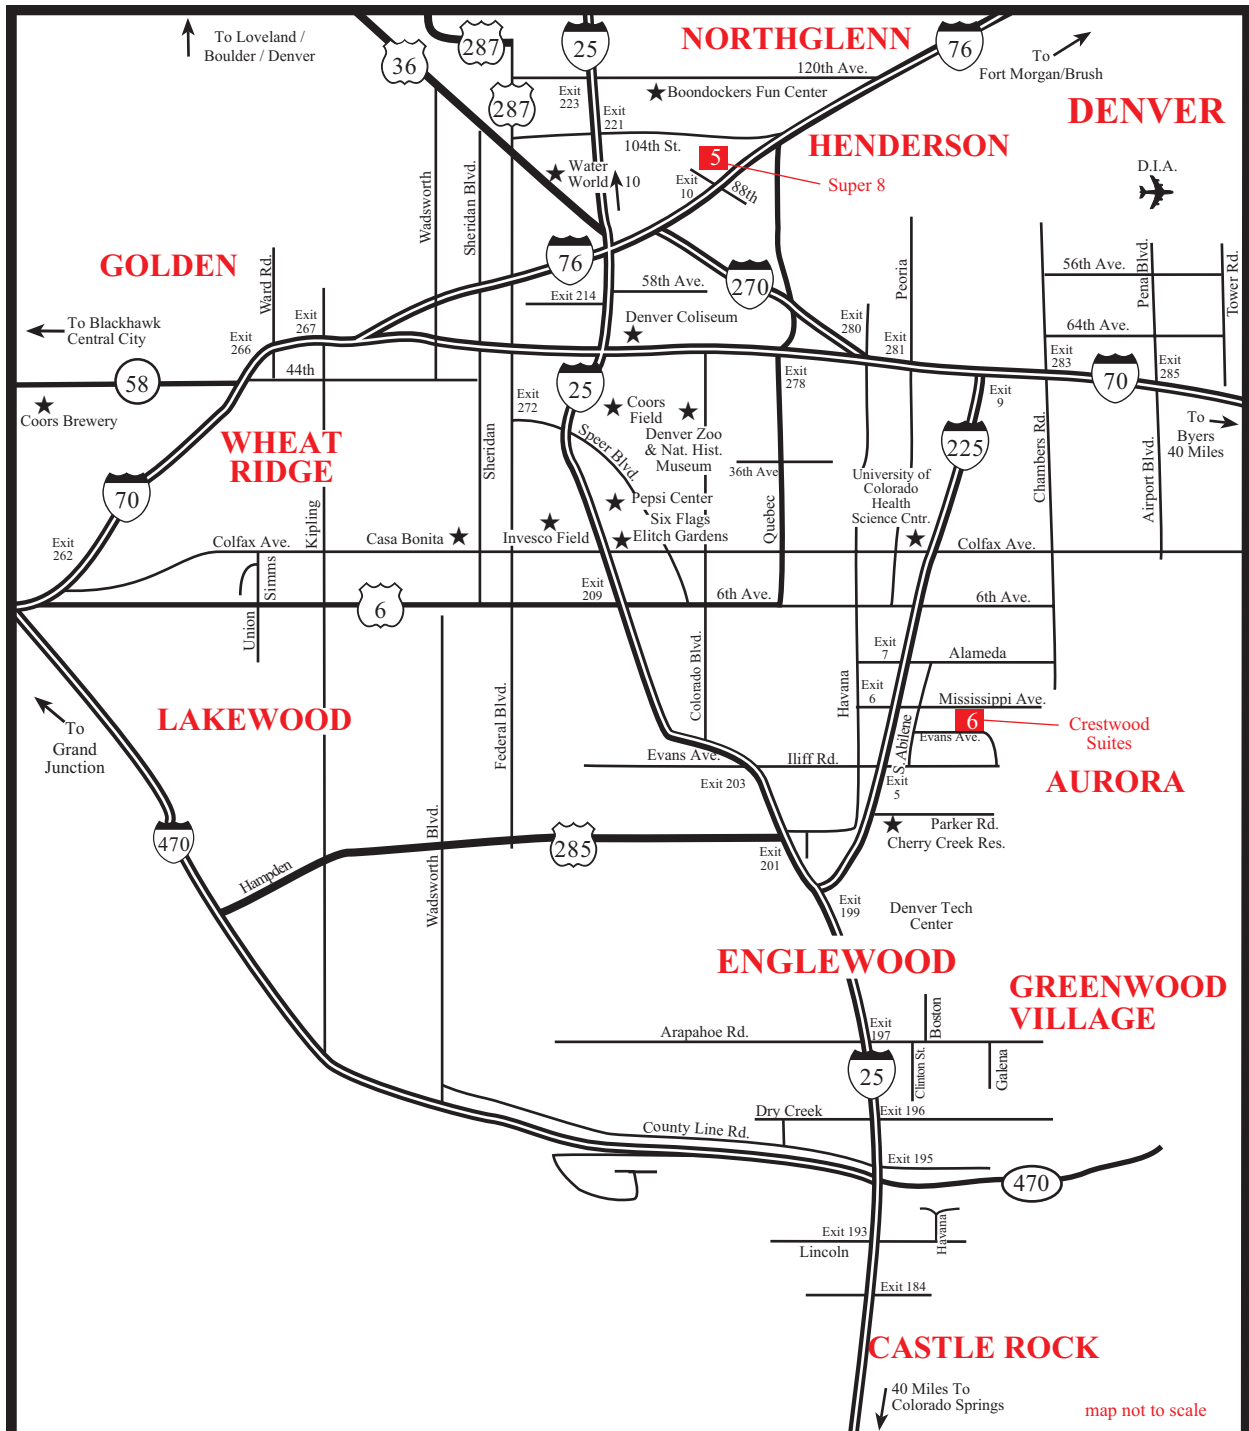 To Loveland /
Boulder / Denver
36
287
287
25
NORTHGLENN
76
To
Fort Morgan/Brush
120th Ave.
Exit
223
Boondockers Fun Center
DENVER
Exit
221
104th St.
HENDERSON
5
Super 8
Exit
10
88th
D.I.A.
Water
World
10
Wadsworth
Sheridan Blvd.
GOLDEN
Ward Rd.
76
270
Peoria
56th Ave.
Pena Blvd.
Tower Rd.
58th Ave.
Exit 214
Exit
267
To Blackhawk
Central City
Exit
266
Denver Coliseum
Exit
280
Exit
281
64th Ave.
Exit
283
Exit
285
70
58
44th
25
Exit
278
Exit
9
Coors Brewery
Exit
272
Coors
Field
Denver Zoo
& Nat. Hist.
Museum
To
Byers
40 Miles
WHEAT
RIDGE
Sheridan
Speer Blvd.
225
Chambers Rd.
Airport Blvd.
36th Ave
University of
Colorado
Health
Science Cntr.
70
Kipling
Pepsi Center
Quebec
Six Flags
Elitch Gardens
Invesco Field
Casa Bonita
Exit
262
Colfax Ave.
Colfax Ave.
Simms
Union
6
Exit
209
6th Ave.
6th Ave.
Exit
7
Alameda
Colorado Blvd.
Havana
Exit
6
Mississippi Ave.
LAKEWOOD
6
Crestwood
Suites
Evans Ave.
S. Abilene
To
Grand
Junction
Federal Blvd.
Evans Ave.
Iliff Rd.
Exit 203
Exit
5
AURORA
Parker Rd.
Cherry Creek Res.
470
Wadsworth Blvd.
285
Exit
201
Hampden
Exit
199
Denver Tech
Center
ENGLEWOOD
GREENWOOD
VILLAGE
Arapahoe Rd.
Exit
197
Boston
25
Clinton St.
Galena
Dry Creek
Exit 196
County Line Rd.
Exit 195
470
Exit 193
Lincoln
Havana
Exit 184
CASTLE ROCK
40 Miles To
Colorado Springs
map not to scale